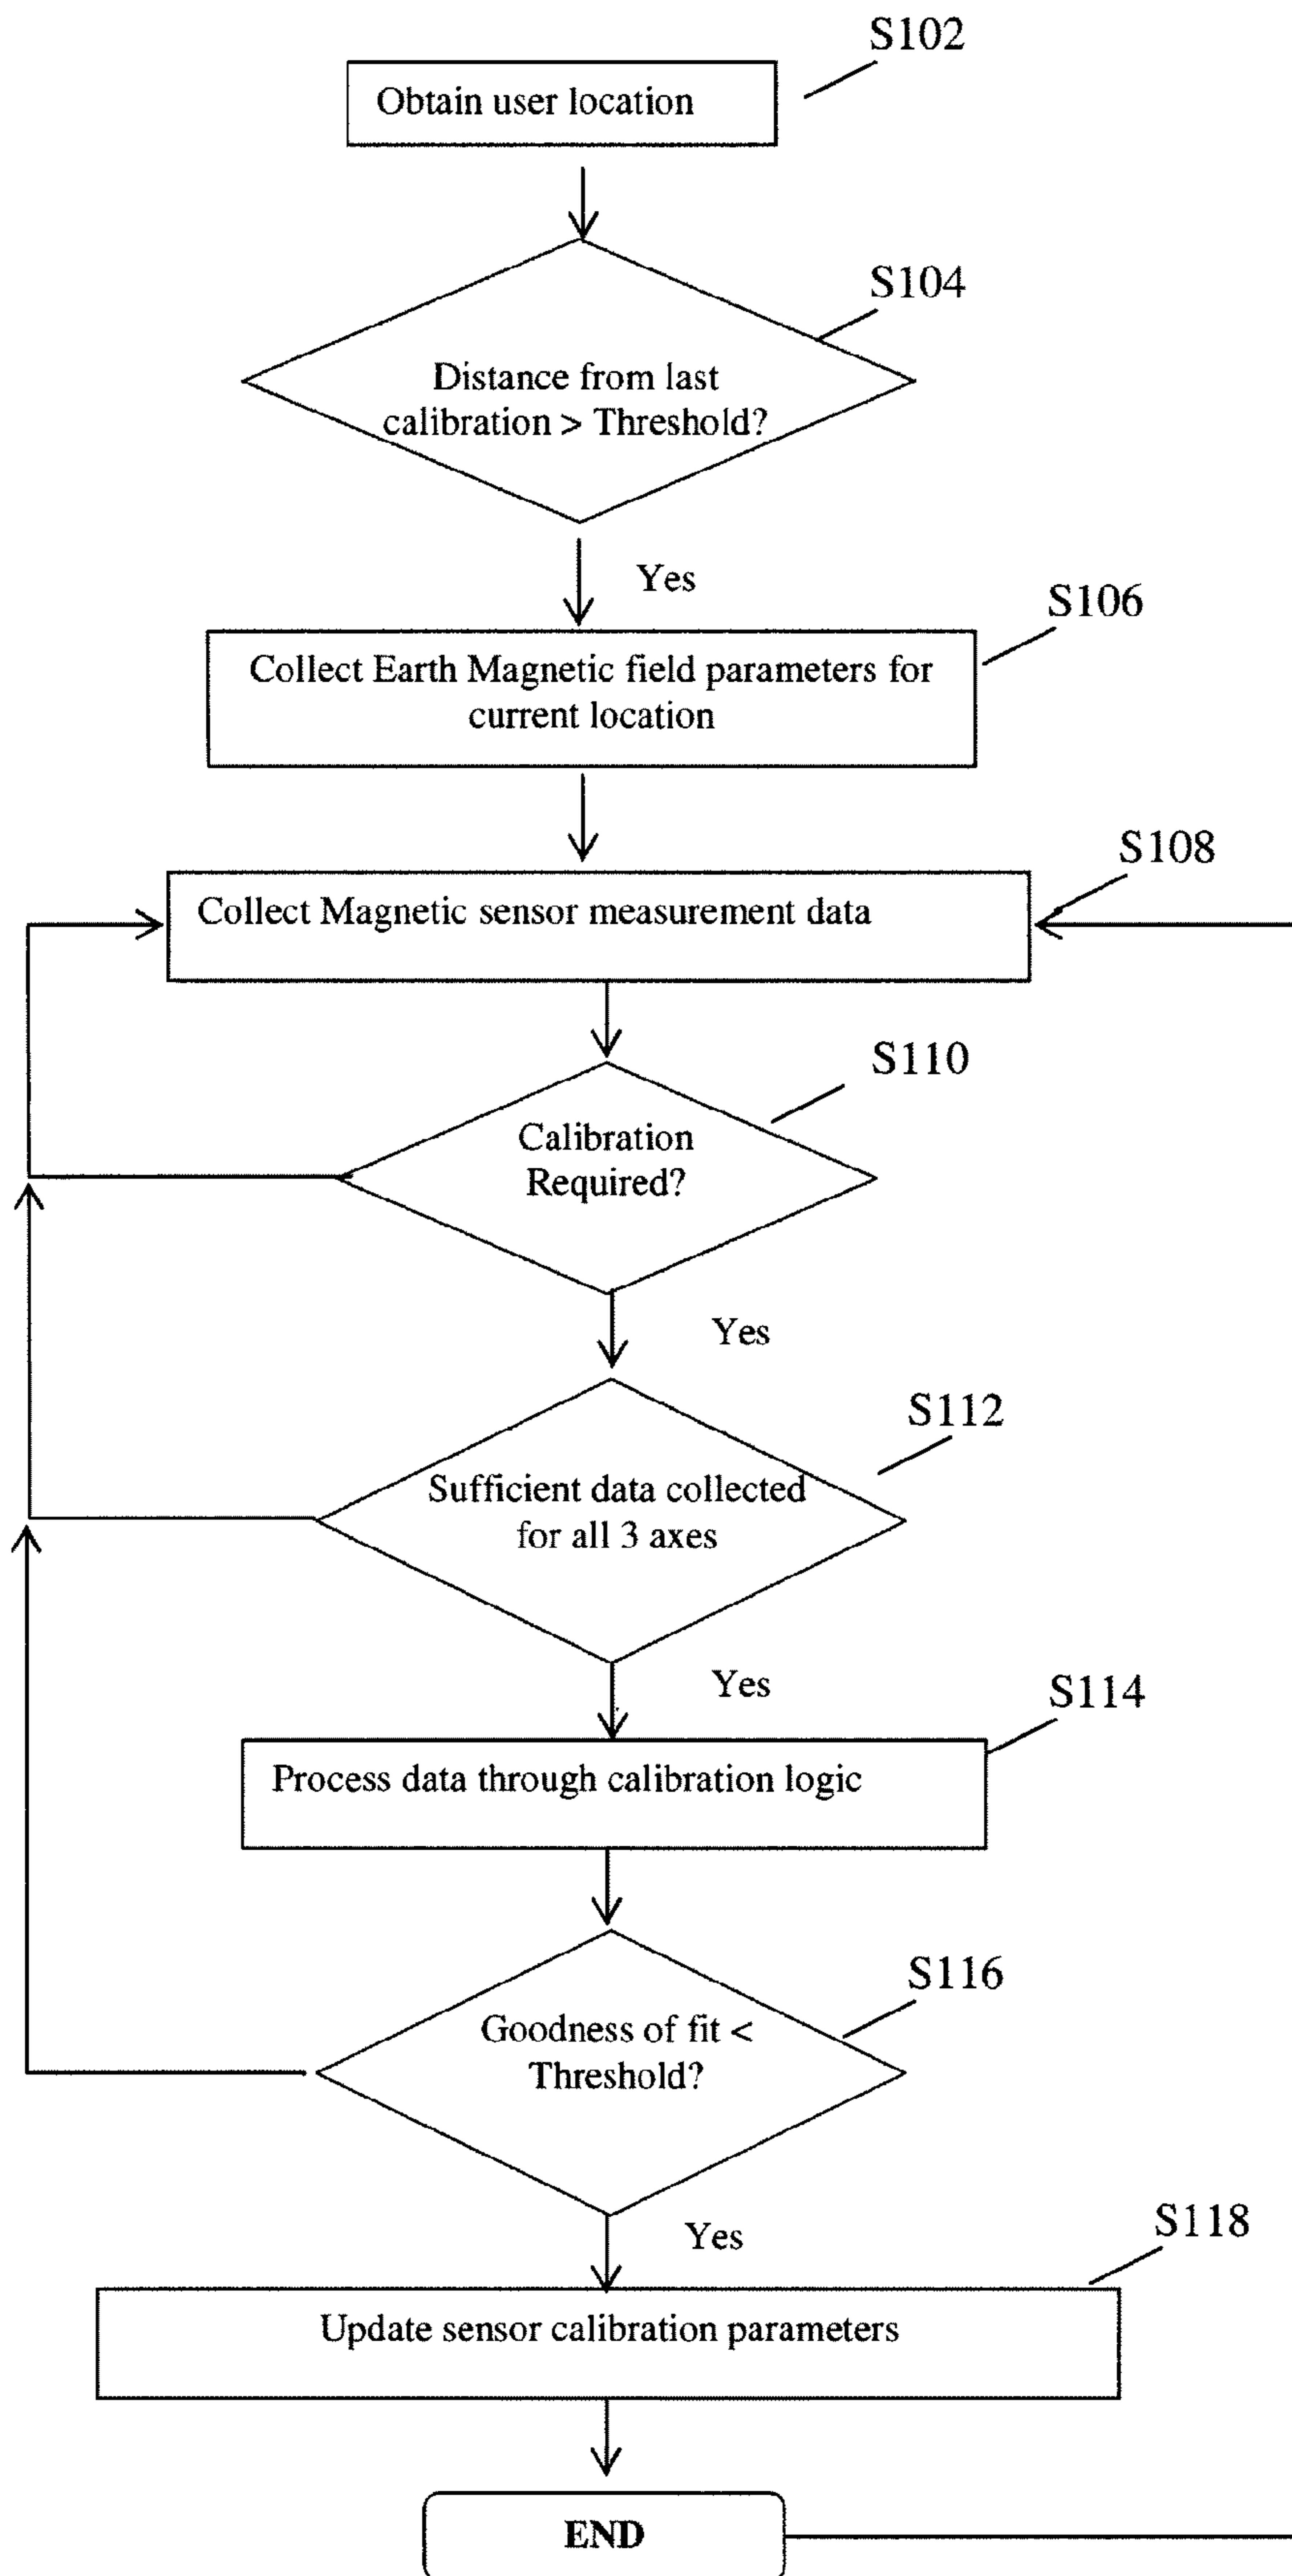 S102
Obtain user location
S104
Distance from last
calibration > Threshold?
Yes
S106
Collect Earth Magnetic field parameters for
current location
S108
Collect Magnetic sensor measurement data
S110
Calibration
Required?
Yes
S112
Sufficient data collected
for all 3 axes
Yes
S114
Process data through calibration logic
S116
Goodness of fit <
Threshold?
Yes
S118
Update sensor calibration parameters
END